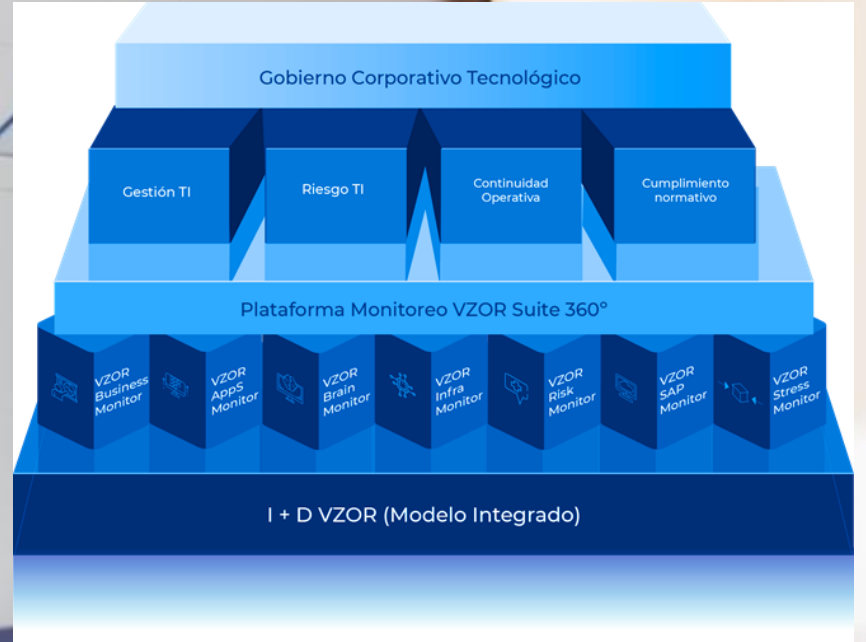 Gobierno Corporativo Tecnológico
Gestión TI
Riesgo TI
Continuidad
Operativa
Cumplimiento
normativo
Plataforma Monitoreo VZOR Suite 360º
VZOR
Business
Monitor
VZOR
AppS
Monitor
VZOR
Brain
Monitor
VZOR
Infra
Monitor
VZOR
Risk
Monitor
VZOR
SAP
Monitor
VZOR
Stress
Monitor
I + D VZOR (Modelo Integrado)